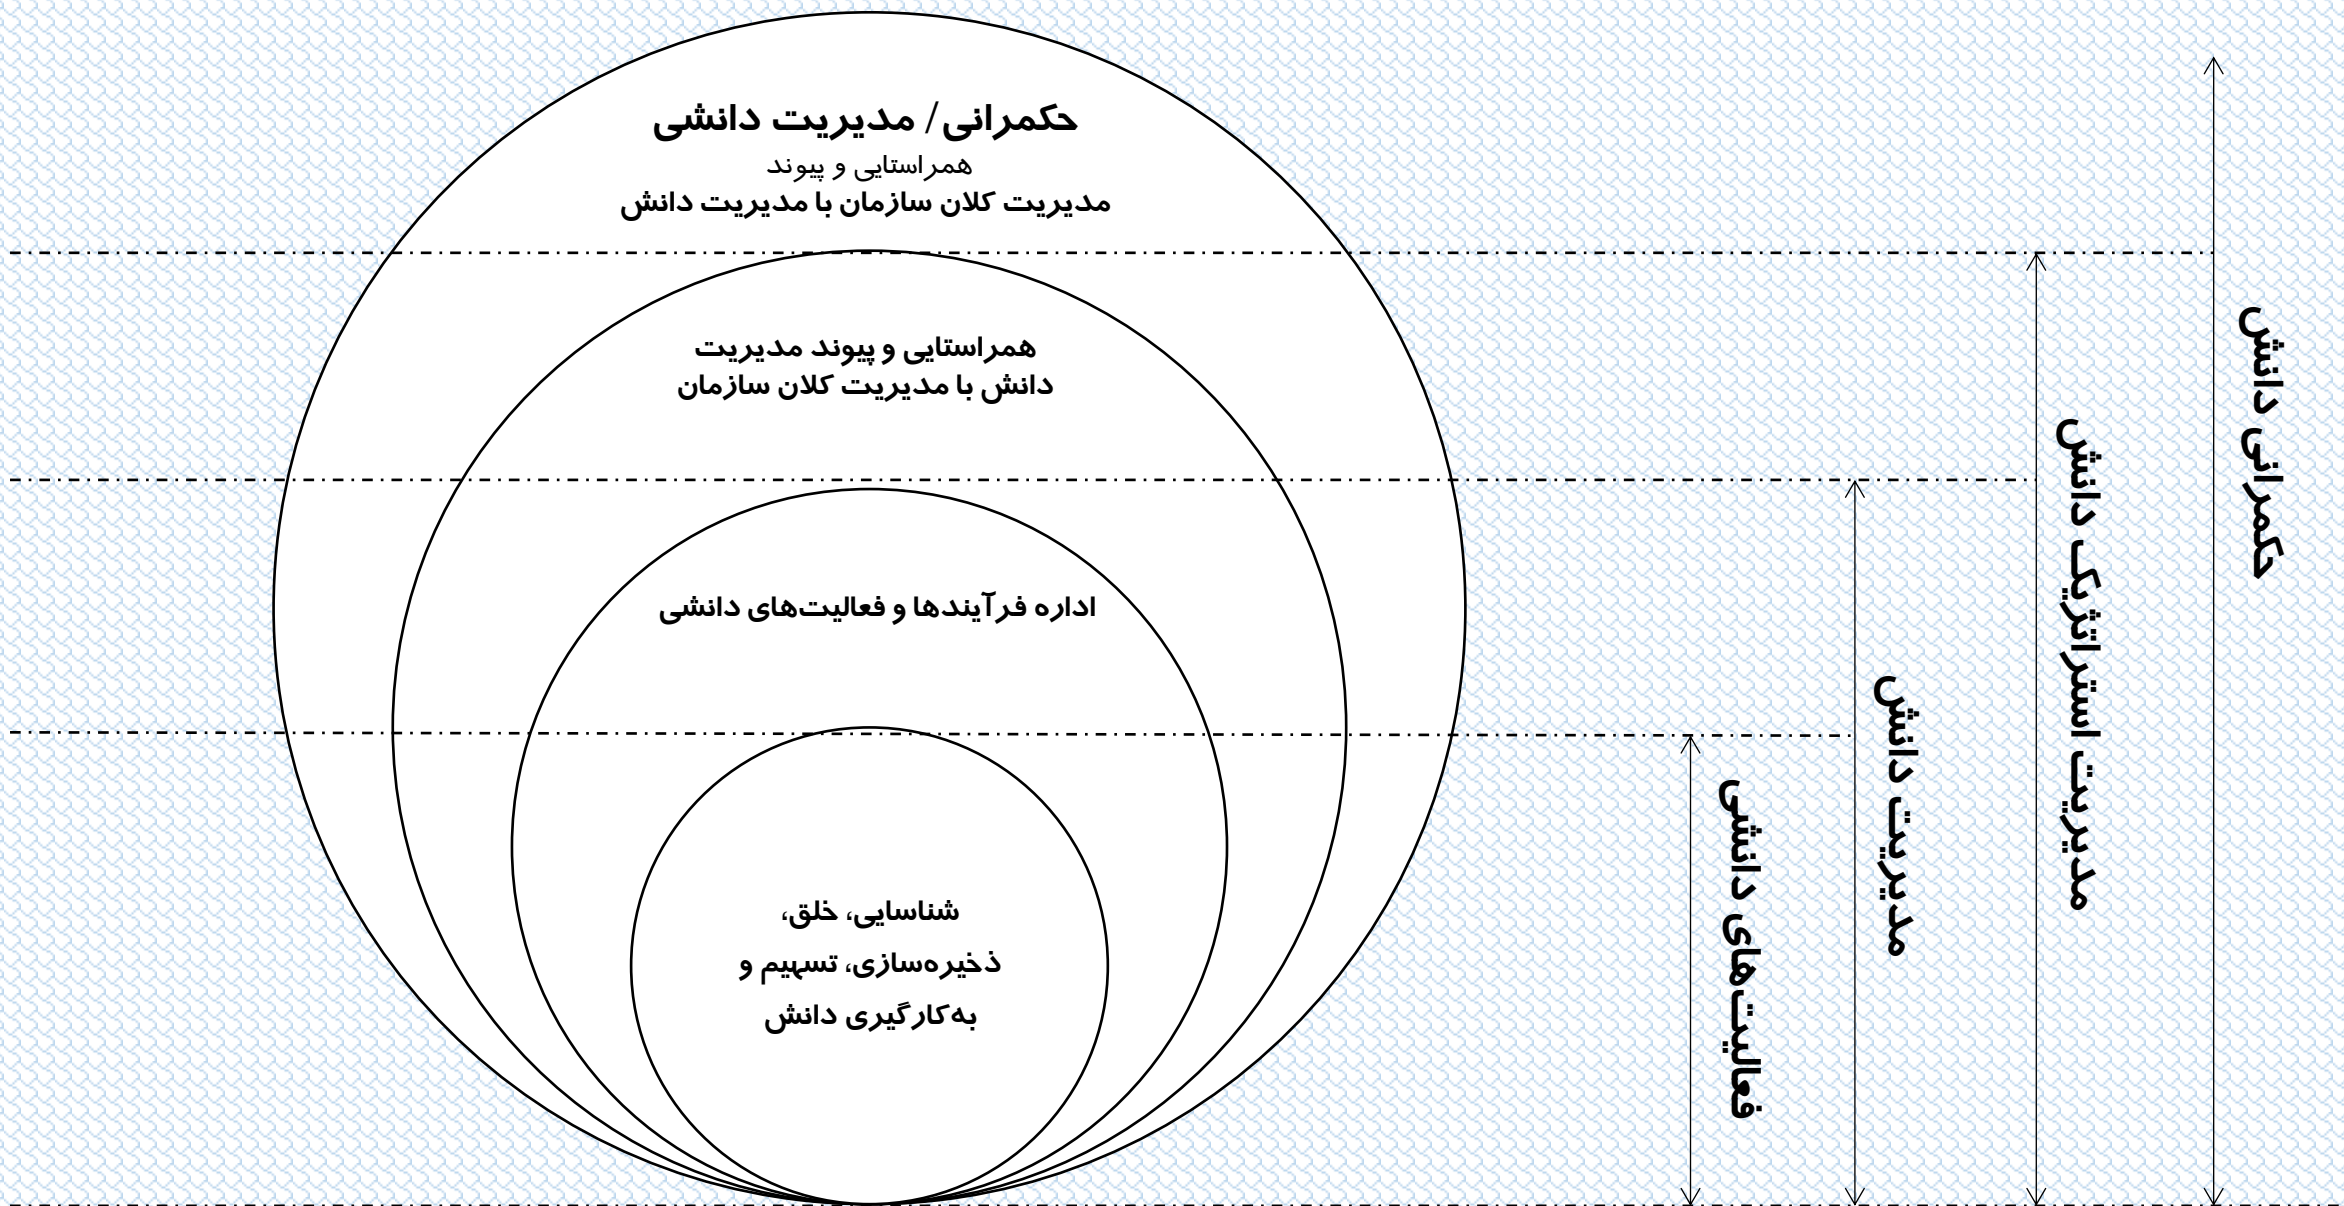 حکمرانی/ مدیریت دانشی
همراستایی و پیوند
مدیریت کلان سازمان با مدیریت دانش
همراستایی و پیوند مدیریت
دانش با مدیریت کلان سازمان
اداره فرآیندها و فعالیت‌های دانشی
شناسایی، خلق،
ذخیره‌سازی، تسهیم و
به‌کارگیری دانش
حکمرانی دانش
مدیریت استراتژیک دانش
مدیریت دانش
فعالیت‌های دانشی